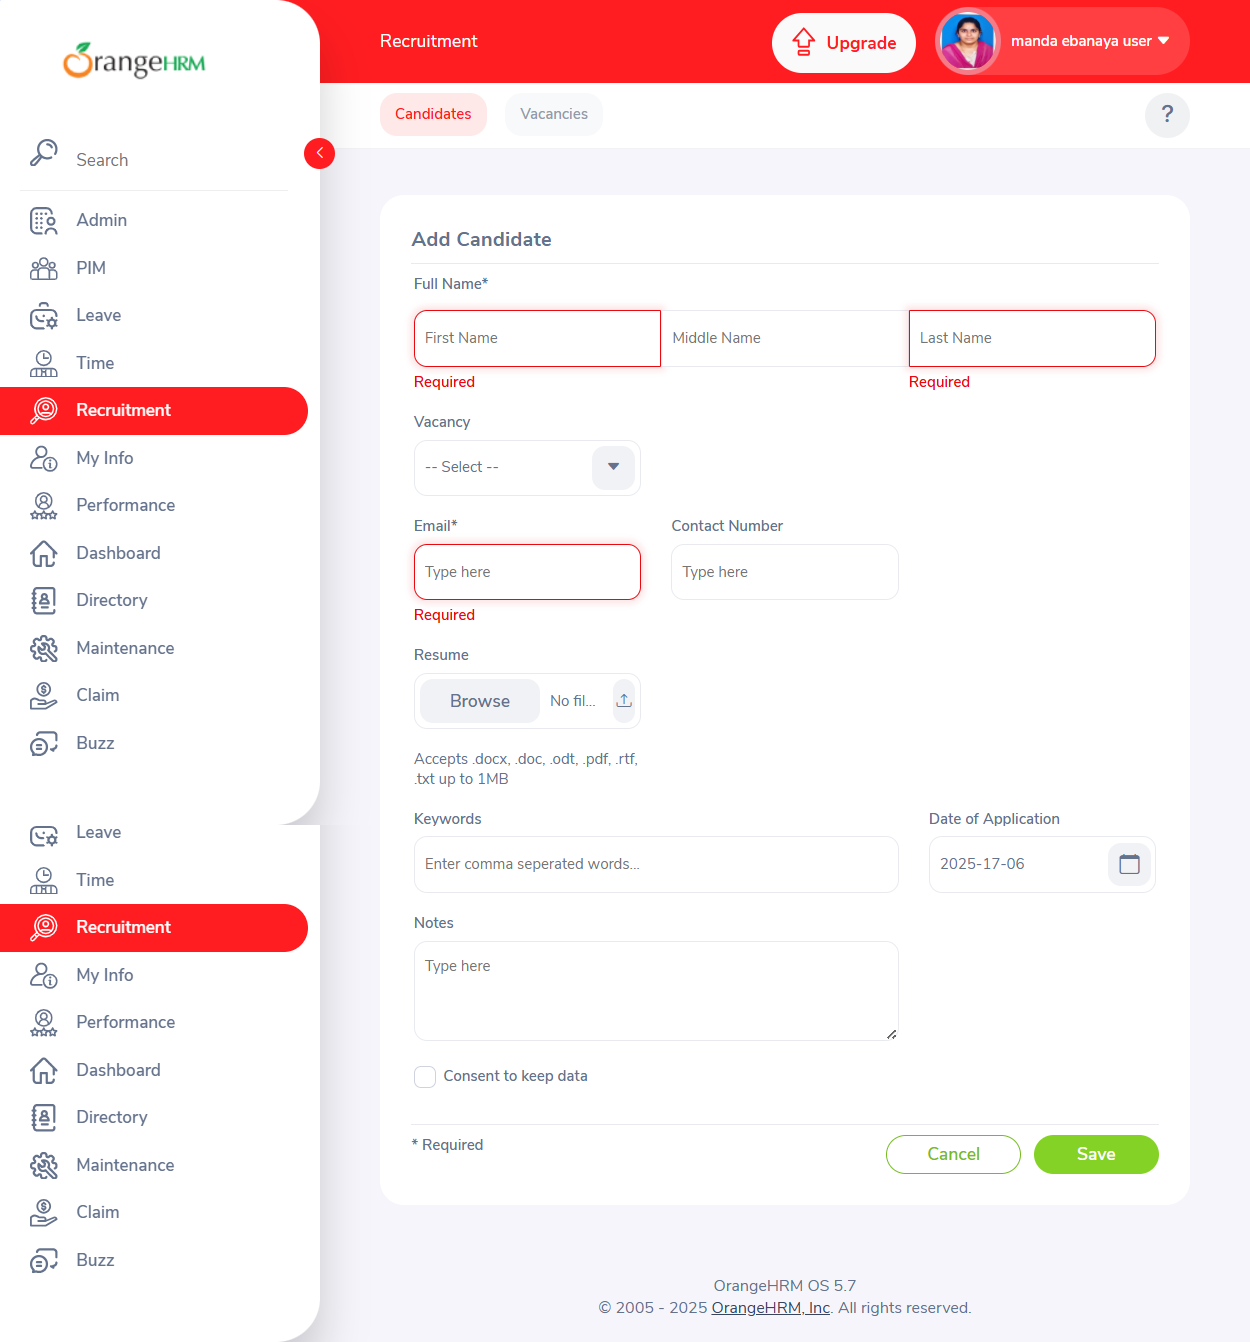 OrangeHRM
Search
Admin
PIM
Leave
Time
Recruitment
My Info
Performance
Dashboard
Directory
Maintenance
Claim
Buzz
Leave
Time
Recruitment
My Info
Performance
Dashboard
Directory
Maintenance
Claim
Buzz
Recruitment
Upgrade
manda ebanaya user
Candidates
Vacancies
?
Add Candidate
Full Name*
First Name
Middle Name
Last Name
Required
Required
Vacancy
-- Select --
Email*
Contact Number
Type here
Type here
Required
Resume
Browse
No fil...
Accepts .docx, .doc, .odt, .pdf, .rtf,
.txt up to 1MB
Keywords
Date of Application
Enter comma seperated words...
2025-17-06
Notes
Type here
Consent to keep data
* Required
Cancel
Save
OrangeHRM OS 5.7
© 2005 - 2025 OrangeHRM, Inc. All rights reserved.